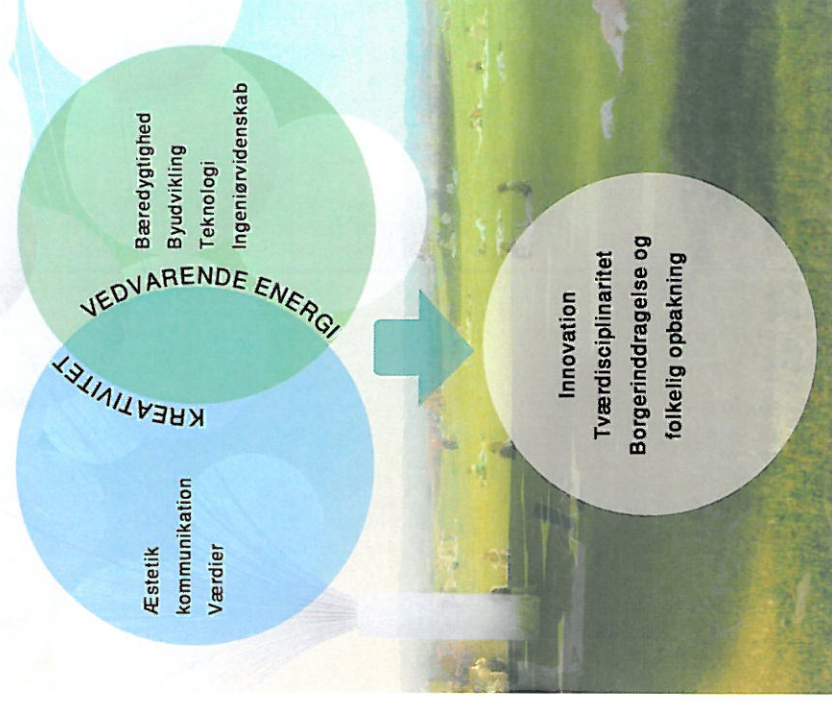 KREATIVITET
Æstetik
kommunikation
Værdier
VEDVARENDE ENERGI
Bæredygtighed
Byudvikling
Teknologi
Ingeniørvidenskab
Innovation
Tværdisciplinaritet
Borgerinddragelse og
folkelig opbakning